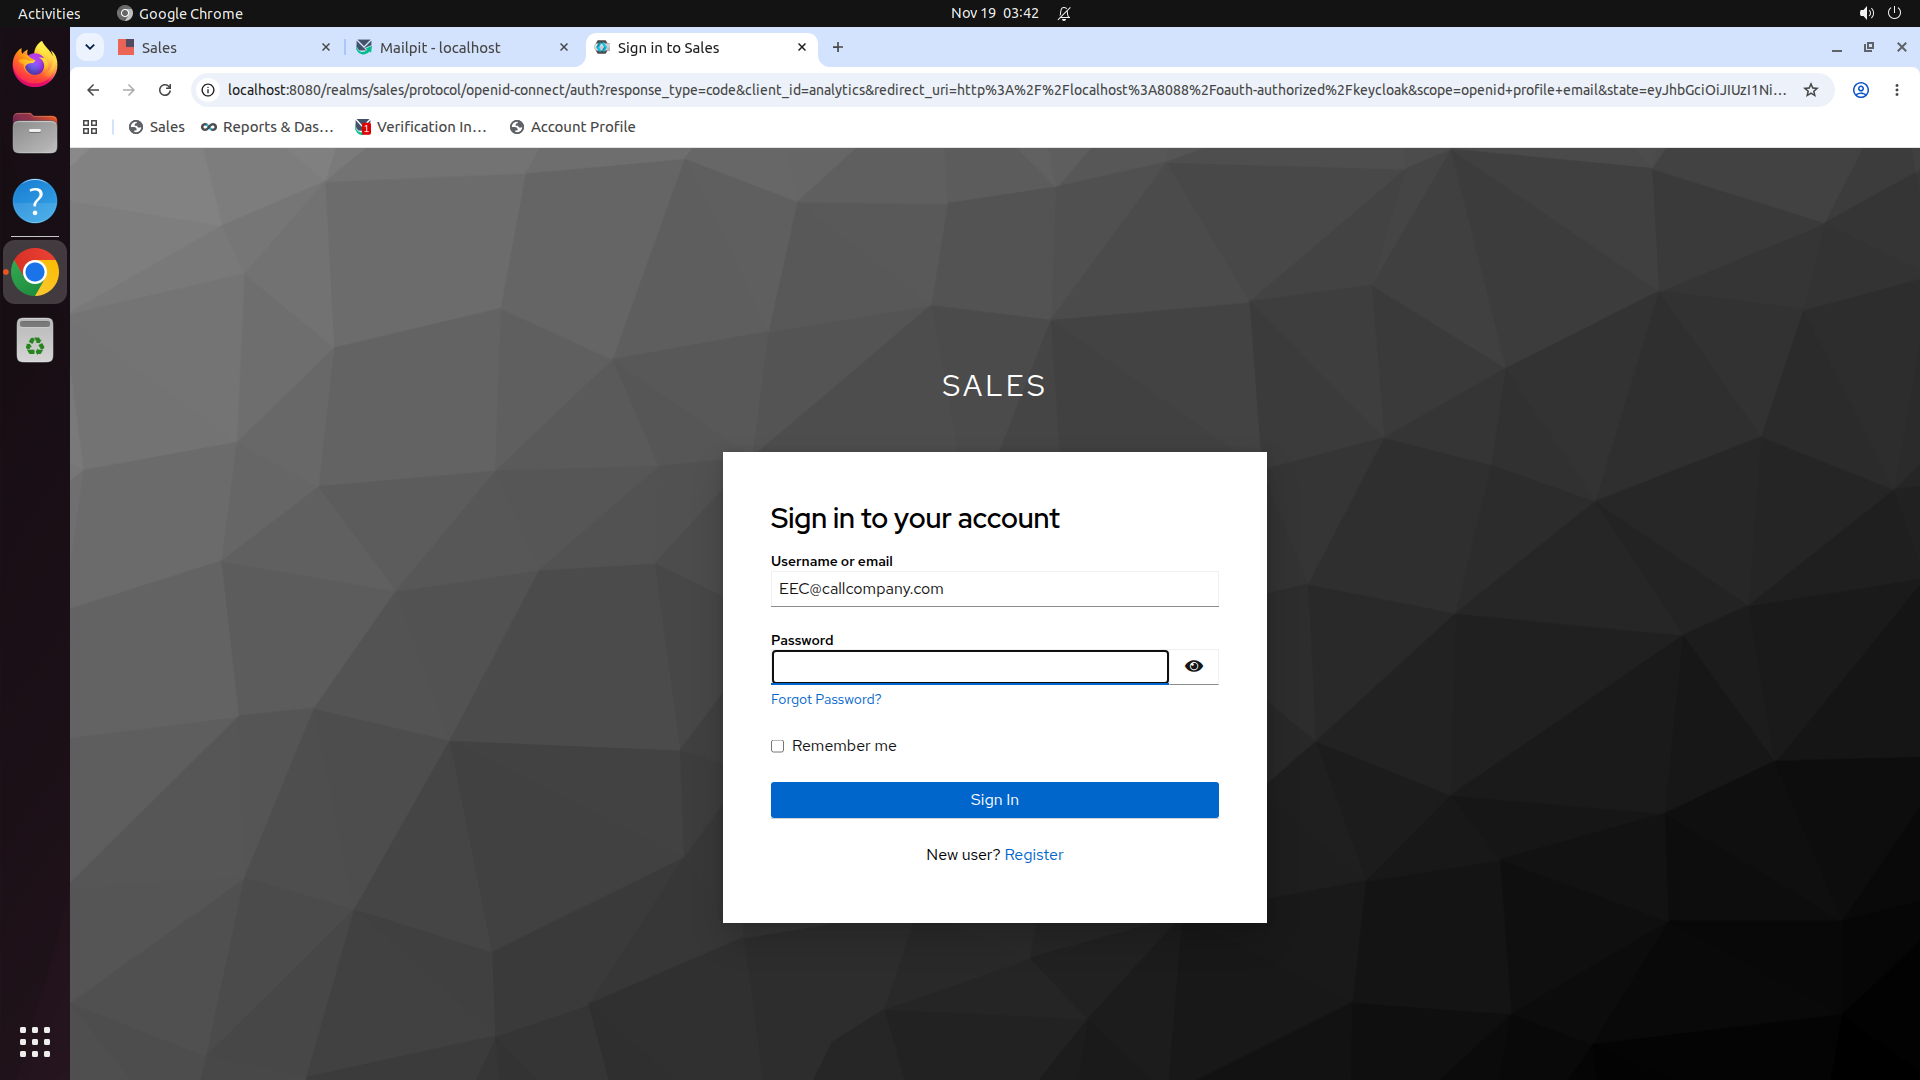 Activities
Google Chrome
Nov 19 03:42
Sales
Mailpit - localhost
Sign in to Sales
localhost:8080/realms/sales/protocol/openid-connect/auth?response_type=code&client_id=analytics&redirect_uri=http%3A%2F%2Flocalhost%3A8088%2Foauth-authorized%2Fkeycloak&scope=openid+profile+email&state=eyJhbGciOiJIUzI1Ni...
Sales
Reports & Das...
1
Verification In...
Account Profile
SALES
Sign in to your account
Username or email
EEC@callcompany.com
Password
Forgot Password?
Remember me
Sign In
New user? Register